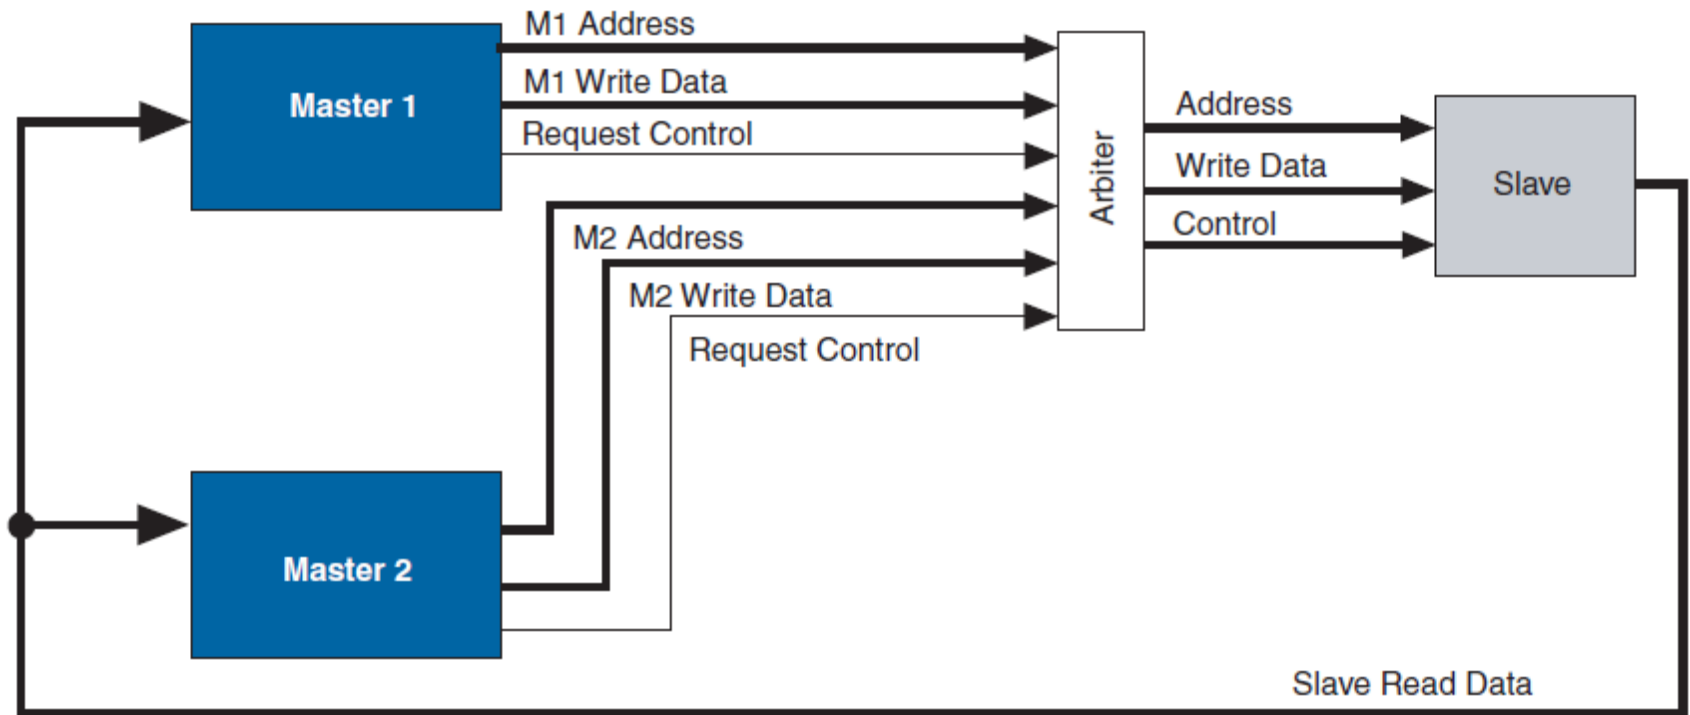 M1 Address
M1 Write Data
Master 1
Request Control
Address
Write Data
Control
Arbiter
Slave
M2 Address
M2 Write Data
Request Control
Master 2
Slave Read Data